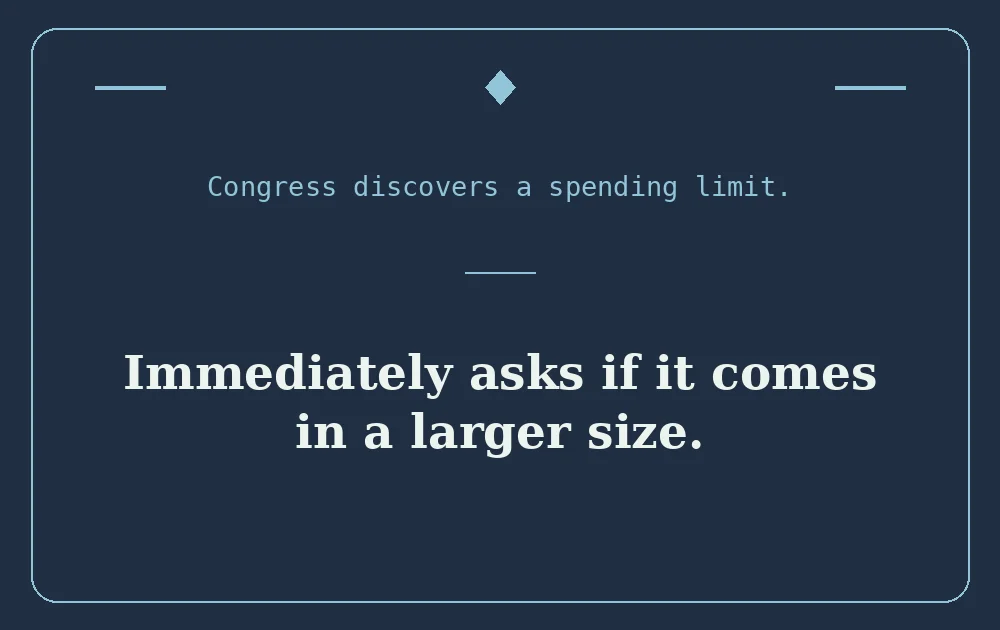 Congress discovers a spending limit.
Immediately asks if it comes
in a larger size.